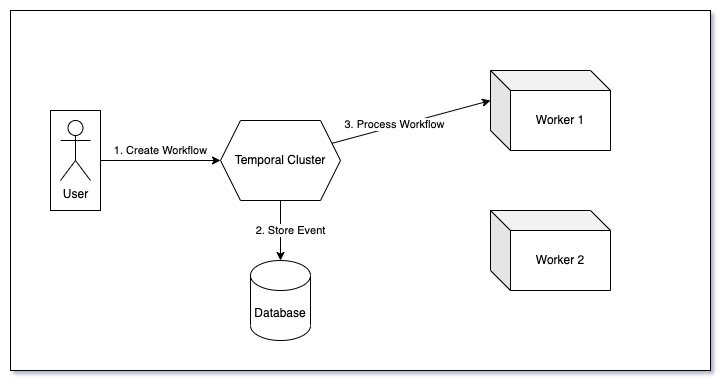 1. Create Workflow
User
Temporal Cluster
2. Store Event
Database
3. Process Workflow
Worker 1
Worker 2